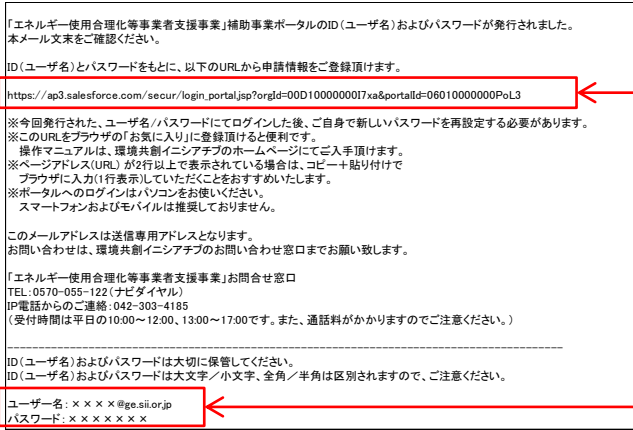 「エネルギー使用合理化等事業者支援事業」補助事業ポータルのID（ユーザ名）およびパスワードが発行されました。
本メール文末をご確認ください。
ID（ユーザ名）とパスワードをもとに、以下のURLから申請情報をご登録頂けます。
https://ap3.salesforce.com/secur/login_portal.jsp?orgId=00D10000000I7xa&portalId=06010000000PoL3
※今回発行された、ユーザ名/パスワードにてログインした後、ご自身で新しいパスワードを再設定する必要があります。
※このURLをブラウザの「お気に入り」に登録頂けると便利です。
操作マニュアルは、環境共創イニシアチブのホームページにてご入手頂けます。
※ページアドレス(URL) が2行以上で表示されている場合は、コピー＋貼り付けで
ブラウザに入力(1行表示)していただくことをおすすめいたします。
※ポータルへのログインはパソコンをお使いください。
スマートフォンおよびモバイルは推奨しておりません。
このメールアドレスは送信専用アドレスとなります。
お問い合わせは、環境共創イニシアチブのお問い合わせ窓口までお願い致します。
「エネルギー使用合理化等事業者支援事業」お問合せ窓口
TEL:0570-055-122（ナビダイヤル）
IP電話からのご連絡:042-303-4185
（受付時間は平日の10:00～12:00、13:00～17:00です。また、通話料がかかりますのでご注意ください。）
------------------------------------------------------------------------------------------
ID（ユーザ名）およびパスワードは大切に保管してください。
ID（ユーザ名）およびパスワードは大文字／小文字、全角／半角は区別されますので、ご注意ください。
ユーザー名:××××@ge.sii.or.jp
パスワード:×××××××